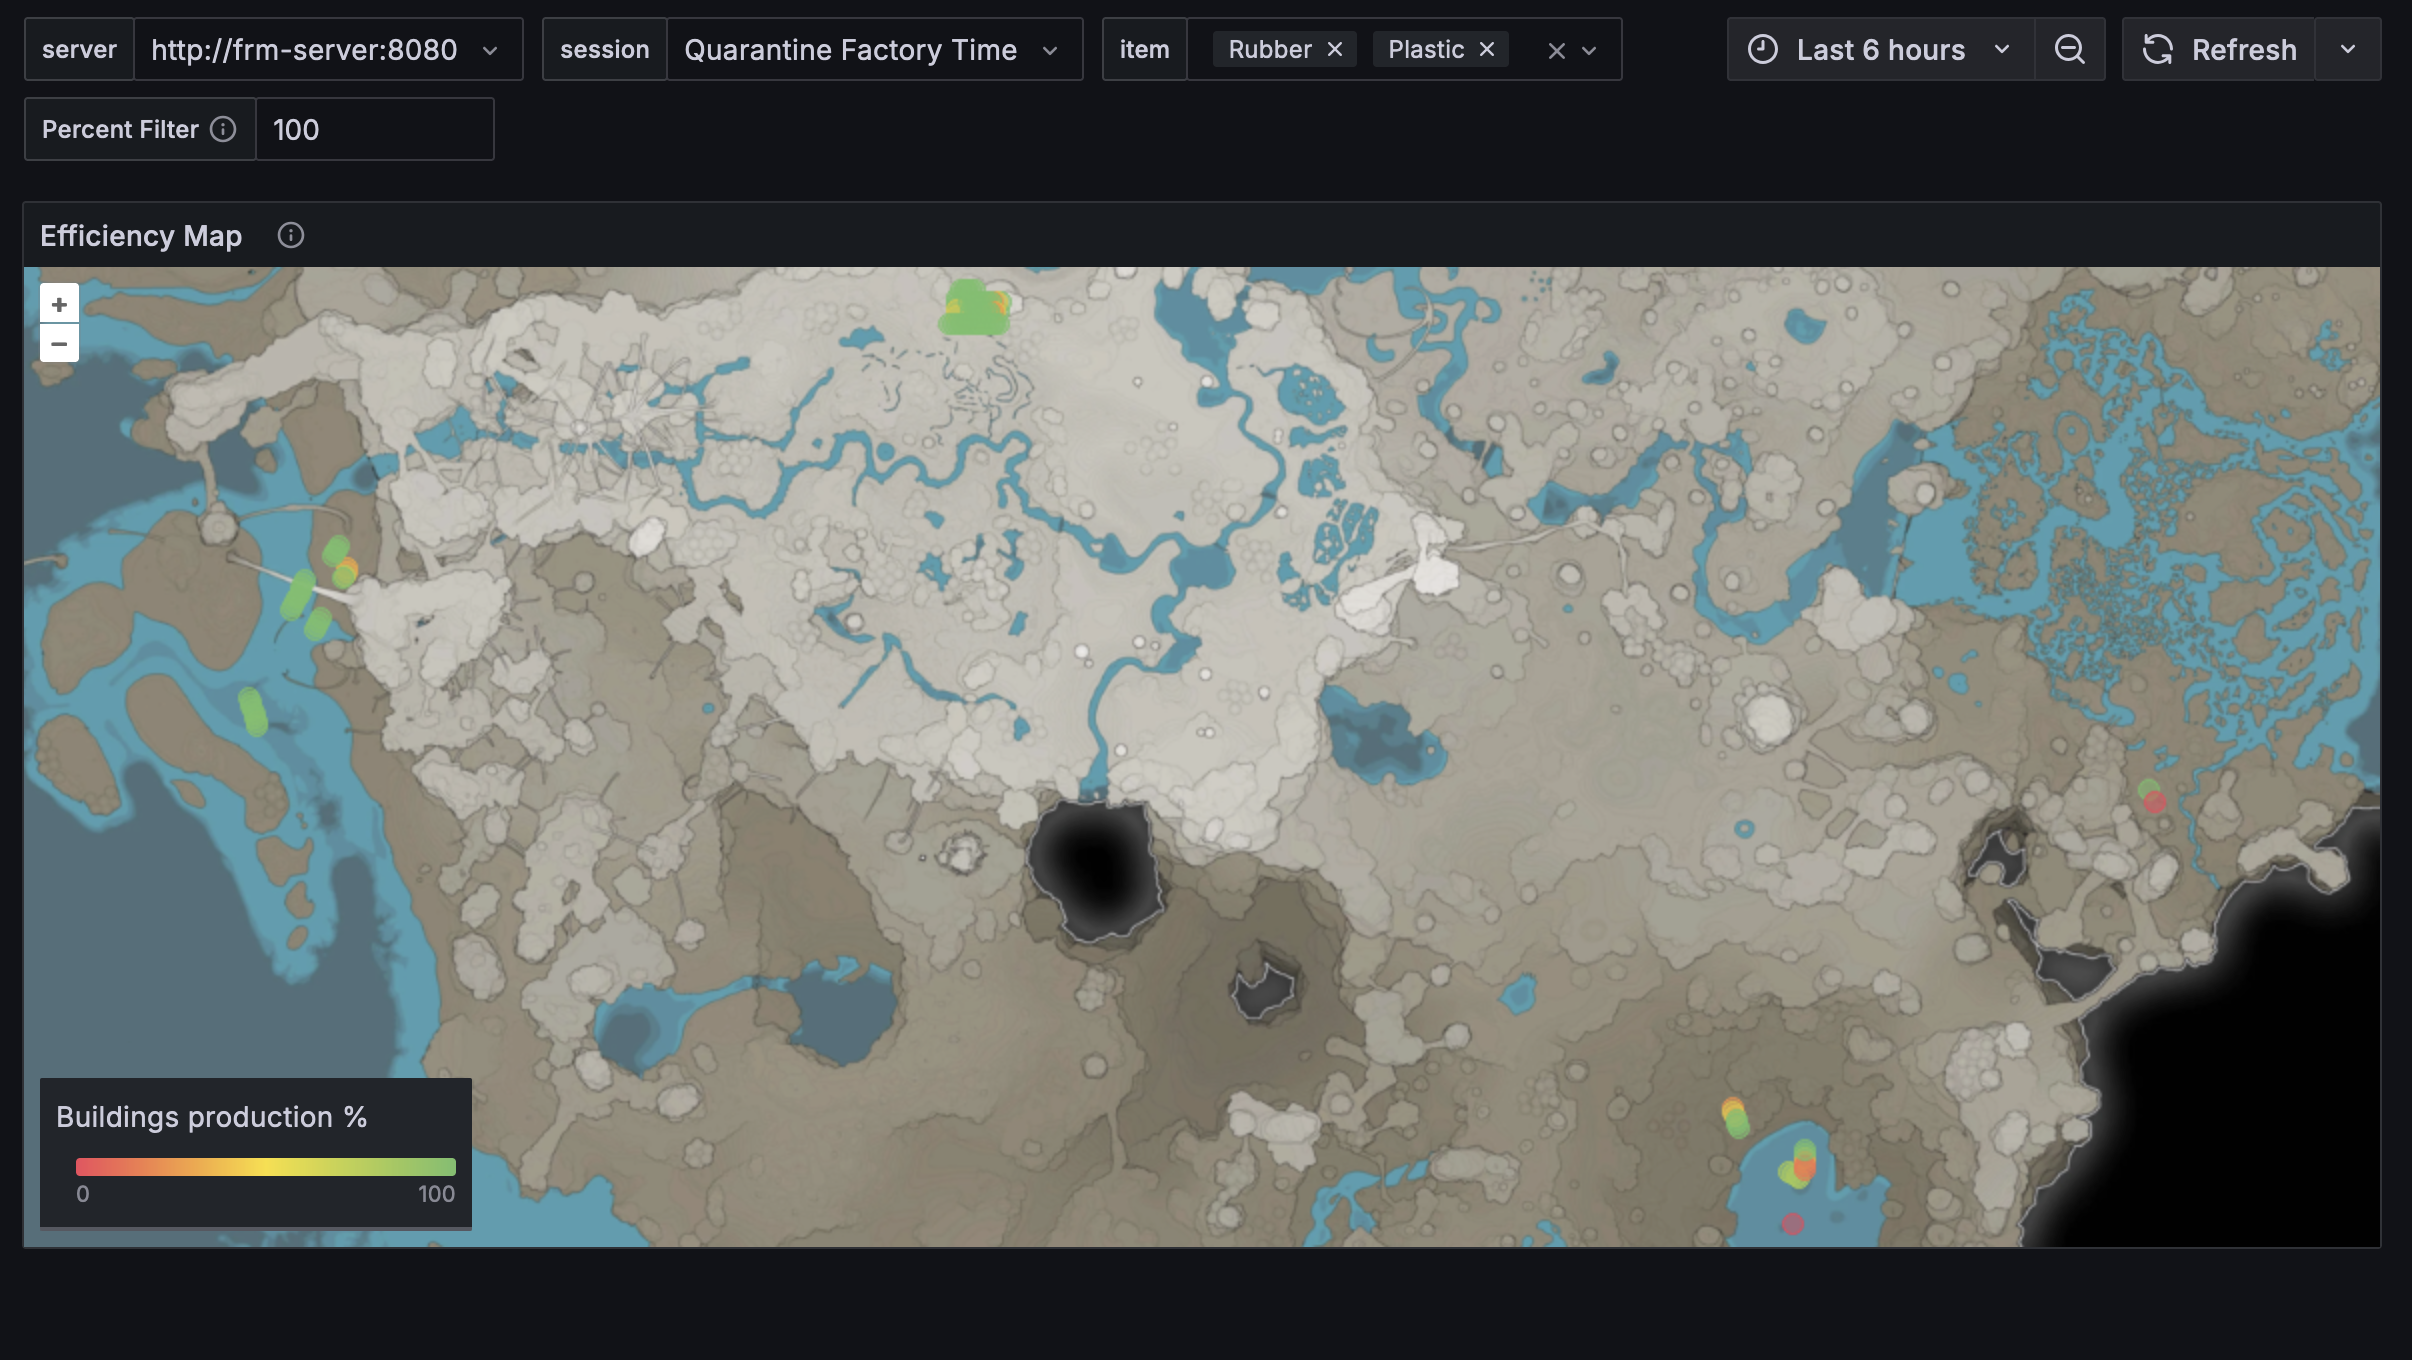 server http://frm-server:8080 session Quarantine Factory Time item Rubber Plastic Last 6 hours Refresh
Percent Filter 100
Efficiency Map
+
−
Buildings production %
0 100